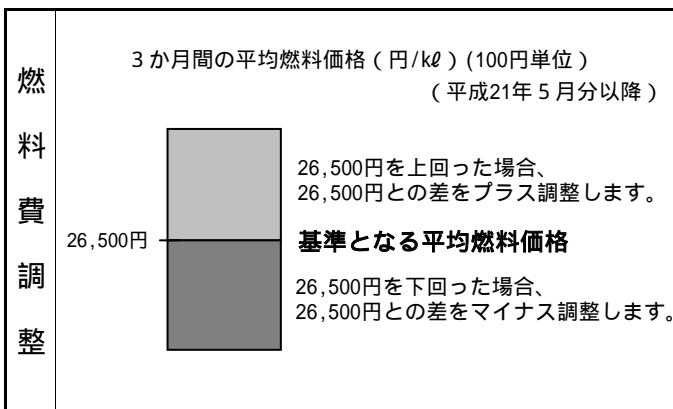 燃料費調整
3か月間の平均燃料価格(円/kℓ)(100円単位)
(平成21年5月分以降)
26,500円を上回った場合、
26,500円との差をプラス調整します。
26,500円
基準となる平均燃料価格
26,500円を下回った場合、
26,500円との差をマイナス調整します。